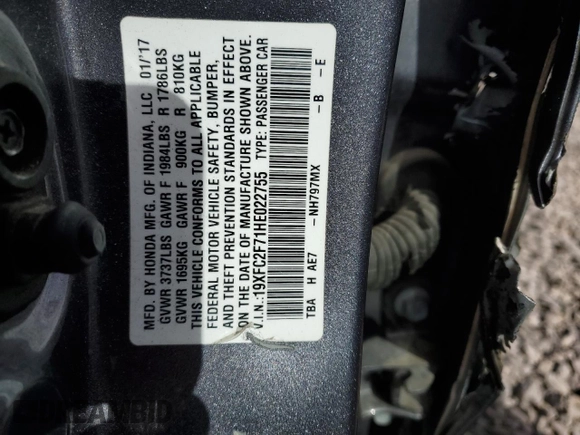 MFD. BY HONDA MFG. OF INDIANA, LLC 01/17
GVWR 3737LBS GAWR F 1984LBS R 1786LBS
GVWR 1695KG GAWR F 900KG R 810KG
THIS VEHICLE CONFORMS TO ALL APPLICABLE
FEDERAL MOTOR VEHICLE SAFETY, BUMPER,
AND THEFT PREVENTION STANDARDS IN EFFECT
ON THE DATE OF MANUFACTURE SHOWN ABOVE.
V.I.N.:19XFC2F71HE022755 TYPE: PASSENGER CAR
TBA H AE7 -NH797MX -B -E